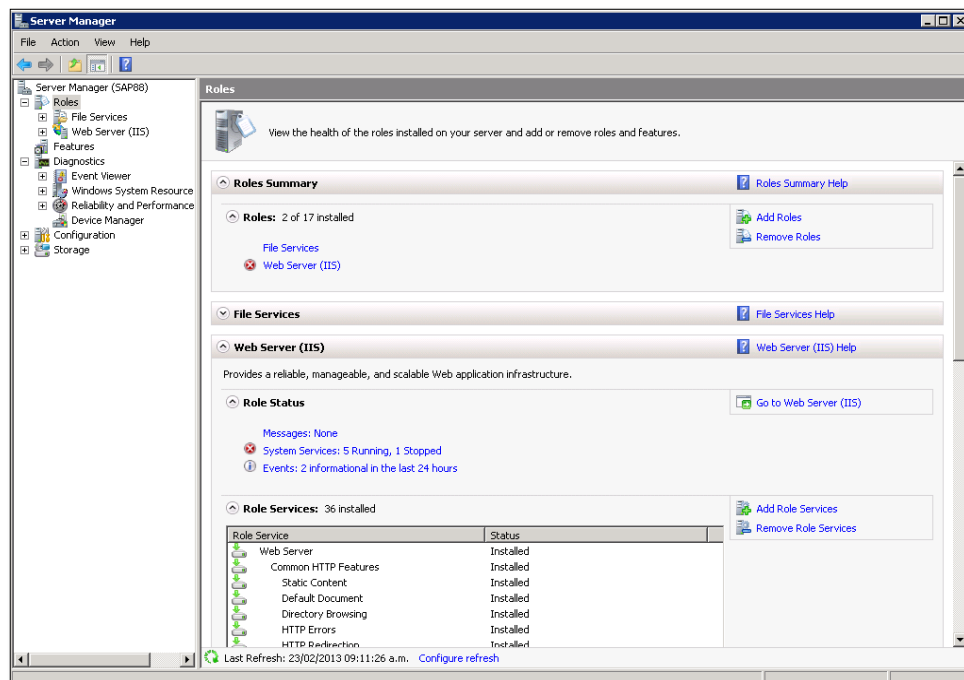 Server Manager
File Action View Help
Server Manager (SAP88)
Roles
File Services
Web Server (IIS)
Features
Diagnostics
Event Viewer
Windows System Resource
Reliability and Performance
Device Manager
Configuration
Storage
Roles
View the health of the roles installed on your server and add or remove roles and features.
Roles Summary
Roles Summary Help
Roles: 2 of 17 installed
Add Roles
Remove Roles
File Services
Web Server (IIS)
File Services
File Services Help
Web Server (IIS)
Web Server (IIS) Help
Provides a reliable, manageable, and scalable Web application infrastructure.
Role Status
Go to Web Server (IIS)
Messages: None
System Services: 5 Running, 1 Stopped
Events: 2 informational in the last 24 hours
Role Services: 36 installed
Add Role Services
Remove Role Services
Role Service Status
Web Server Installed
Common HTTP Features Installed
Static Content Installed
Default Document Installed
Directory Browsing Installed
HTTP Errors Installed
HTTP Redirection Installed
Last Refresh: 23/02/2013 09:11:26 a.m. Configure refresh